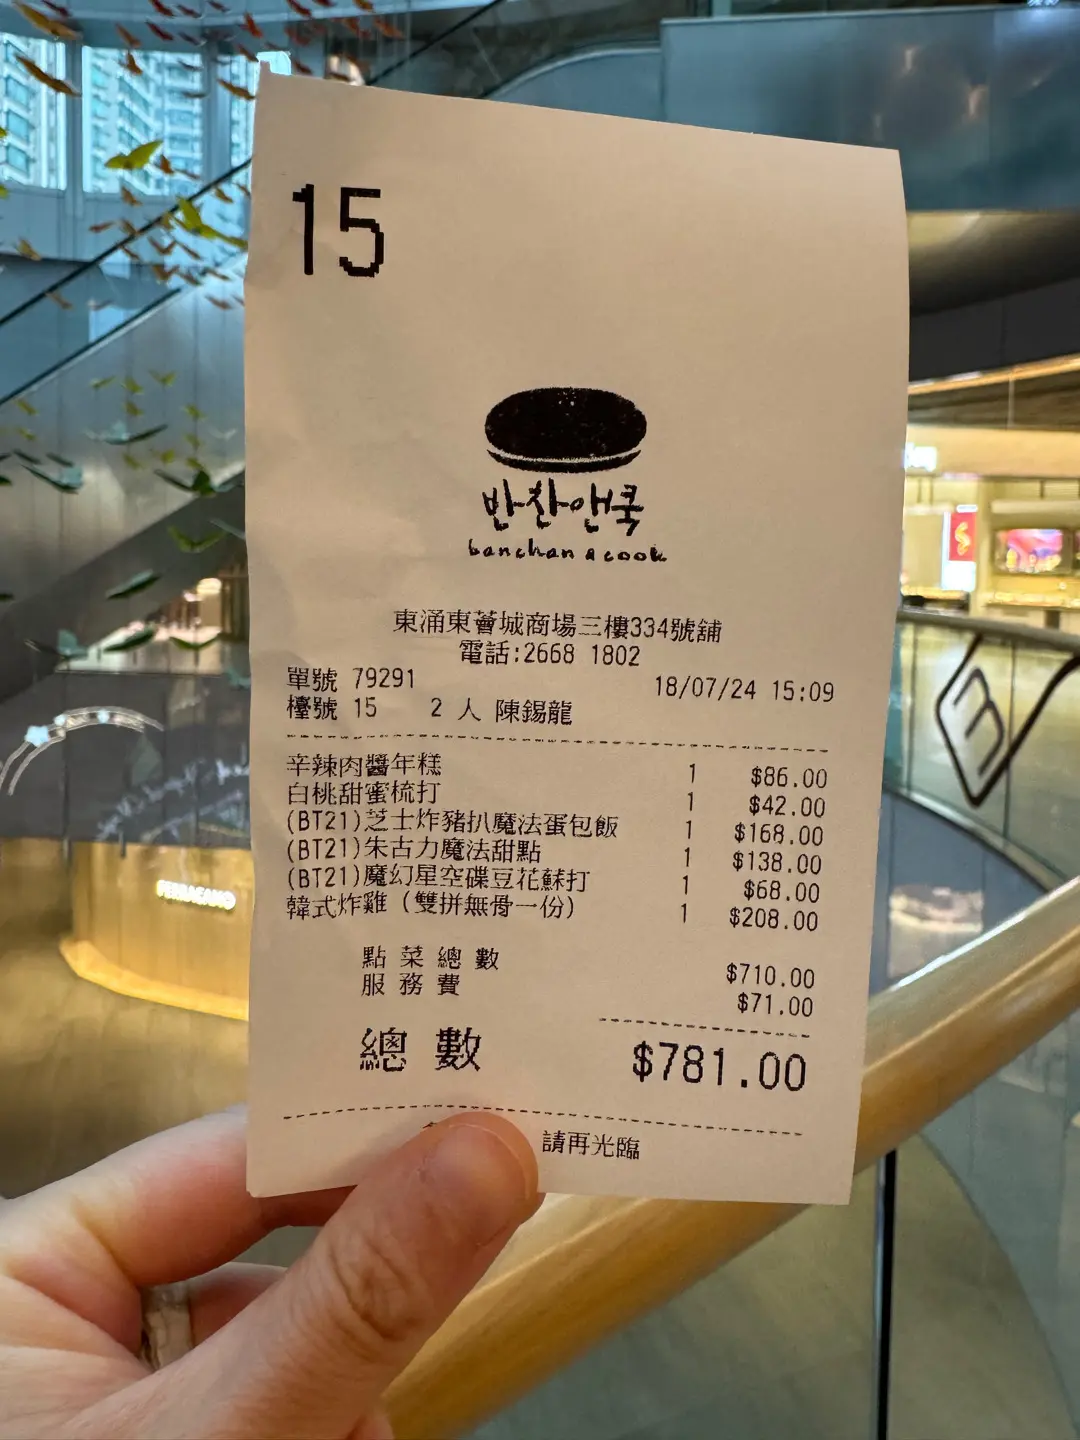 15
반찬앤쿡
banchan & cook
東涌東薈城商場三樓334號舖
電話:2668 1802
單號 79291 18/07/24 15:09
檯號 15 2 人 陳錫龍
辛辣肉醬年糕 1 $86.00
白桃甜蜜梳打 1 $42.00
(BT21)芝士炸豬扒魔法蛋包飯 1 $168.00
(BT21)朱古力魔法甜點 1 $138.00
(BT21)魔幻星空碟豆花蘇打 1 $68.00
韓式炸雞 (雙拼無骨一份) 1 $208.00
點菜總數 $710.00
服務費 $71.00
總數 $781.00
請再光臨